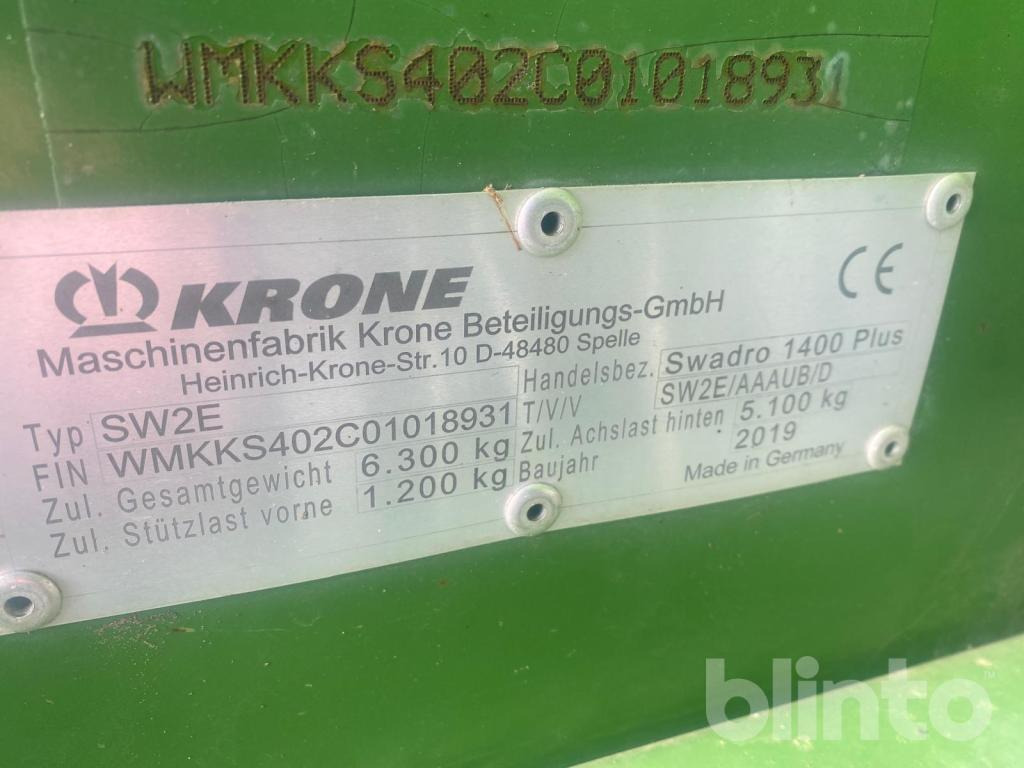 WMKKS402C01018931
KRONE CE
Maschinenfabrik Krone Beteiligungs-GmbH
Heinrich-Krone-Str.10 D-48480 Spelle
Typ SW2E Handelsbez. Swadro 1400 Plus
FIN WMKKS402C01018931 T/V/V SW2E/AAAUB/D
Zul. Gesamtgewicht 6.300 kg Zul. Achslast hinten 5.100 kg
Zul. Stützlast vorne 1.200 kg Baujahr 2019
Made in Germany
blinto™